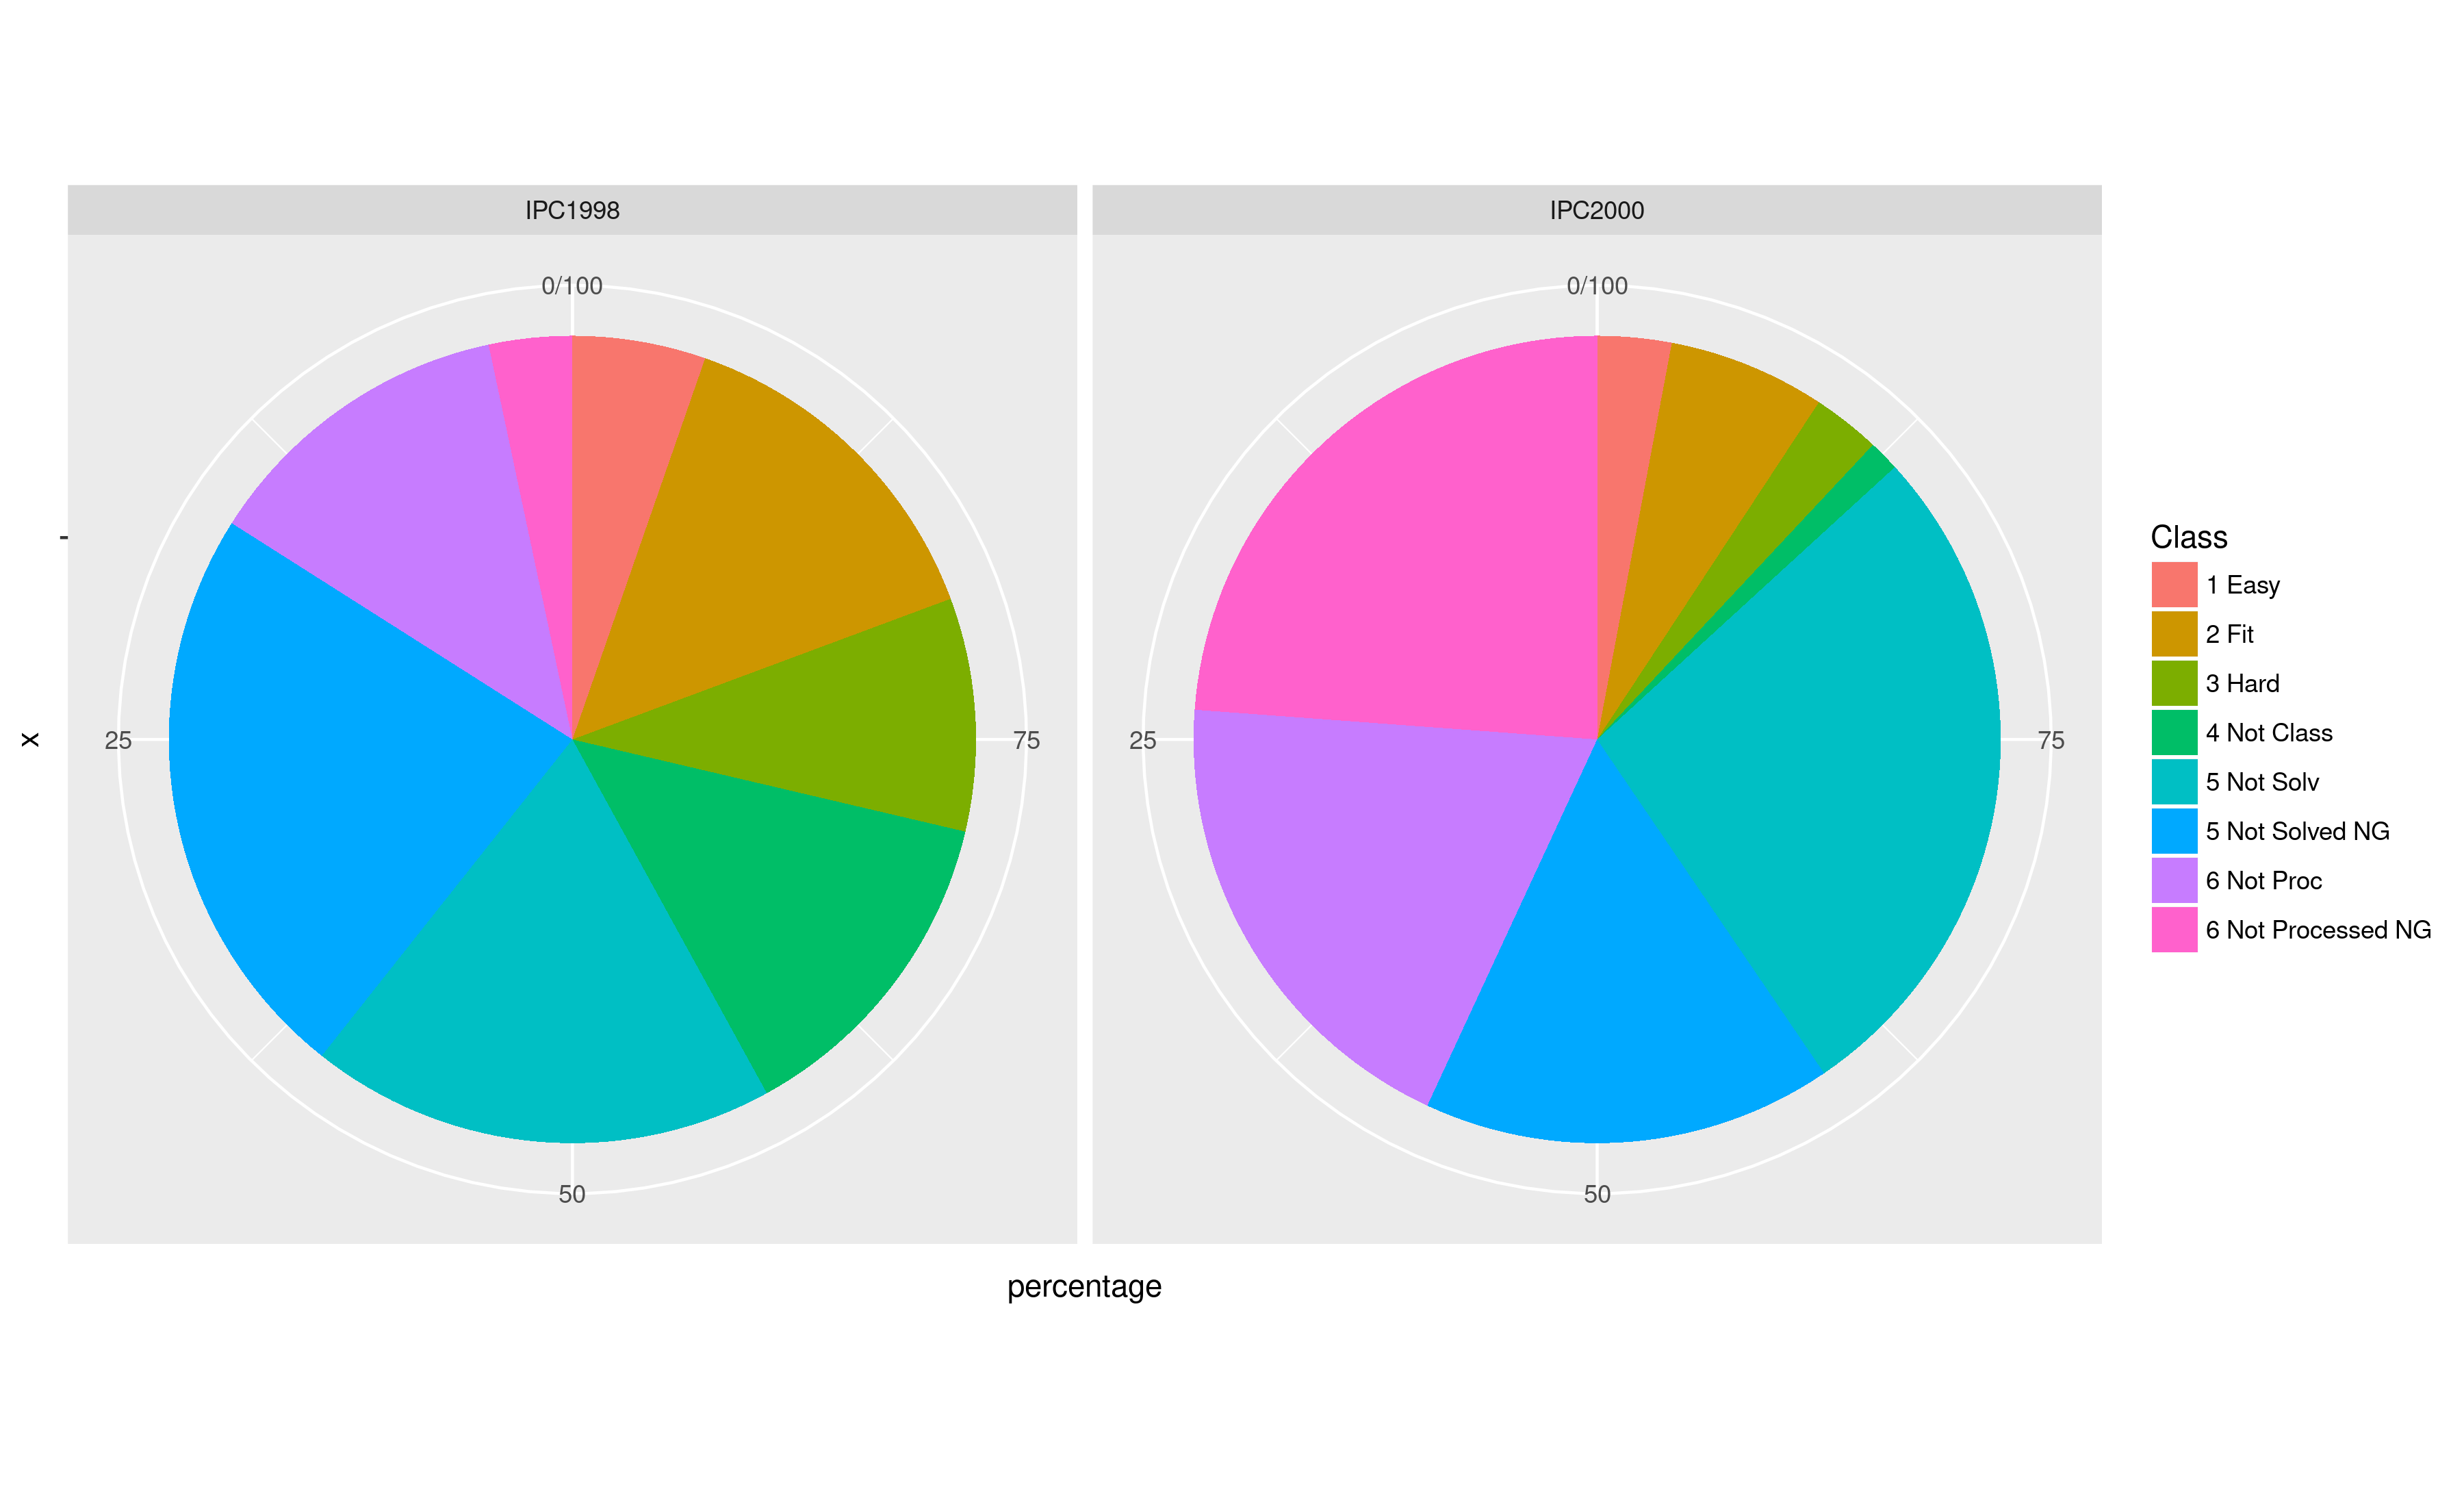 IPC1998
IPC2000
0/100
0/100
25
75
25
75
50
50
x
percentage
Class
1 Easy
2 Fit
3 Hard
4 Not Class
5 Not Solv
5 Not Solved NG
6 Not Proc
6 Not Processed NG